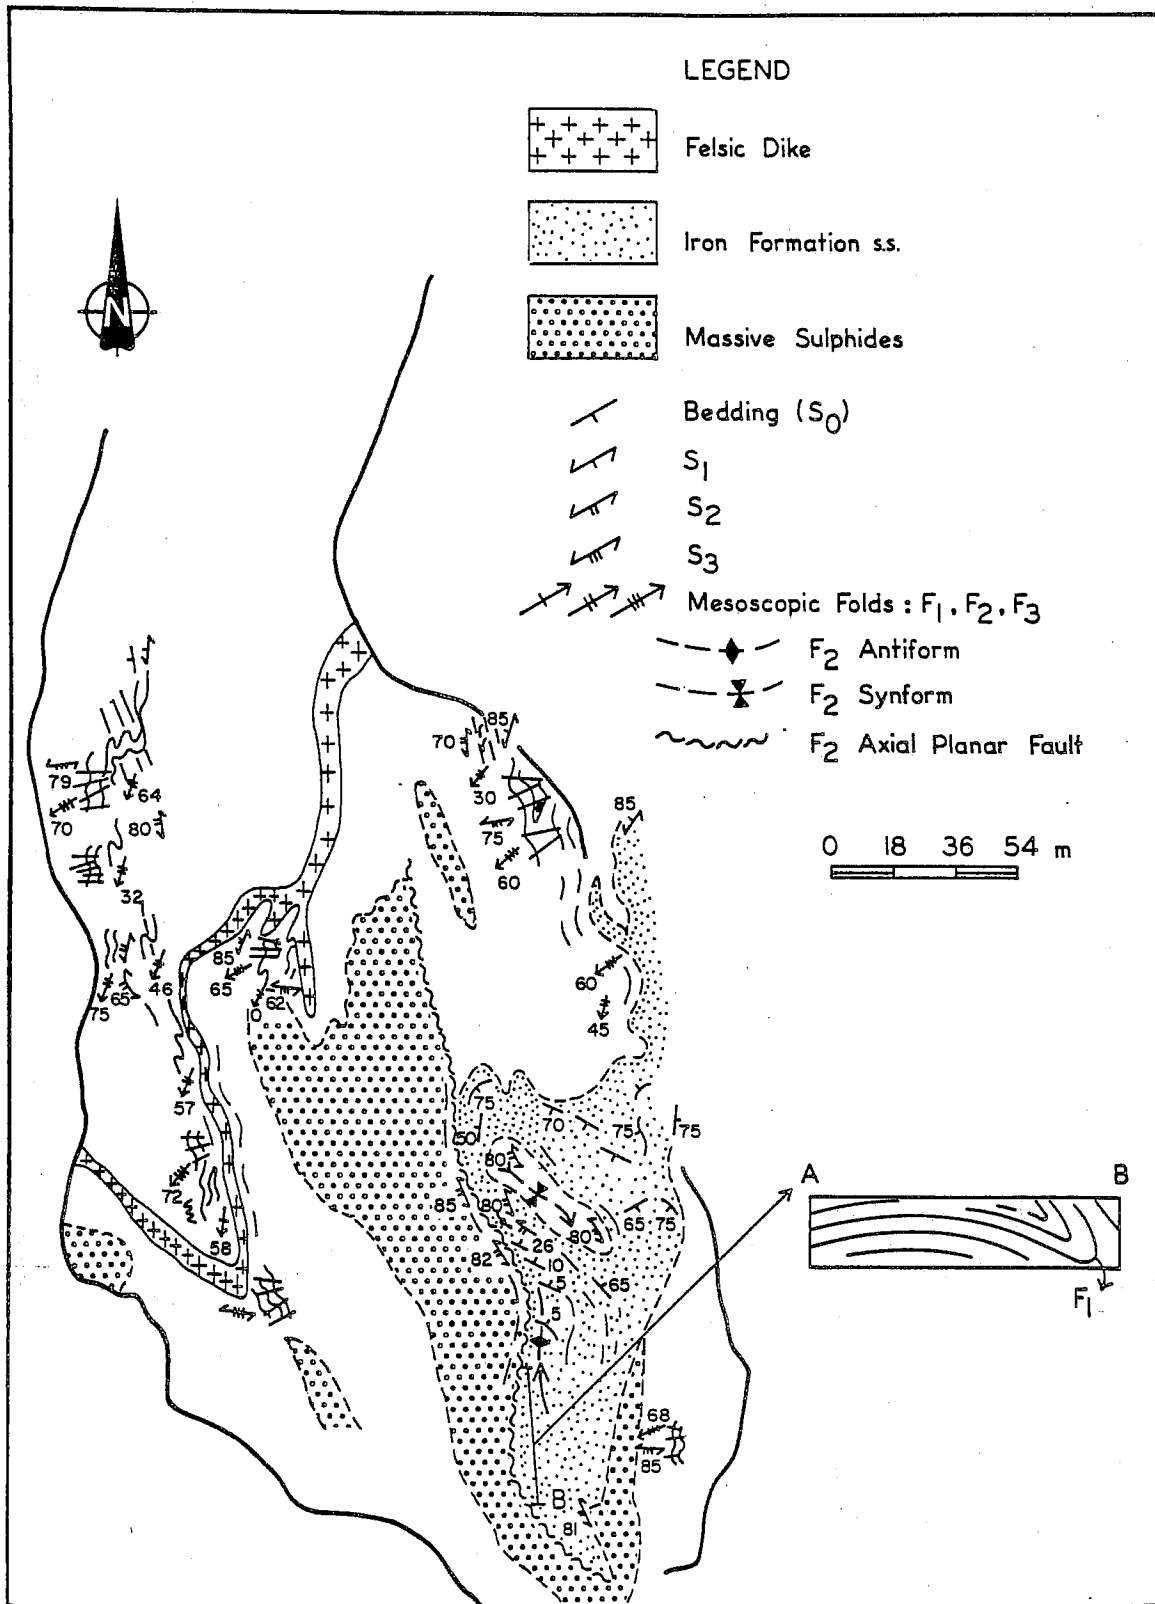 LEGEND
Felsic Dike
Iron Formation s.s.
Massive Sulphides
Bedding (S0)
S1
S2
S3
Mesoscopic Folds : F1, F2, F3
F2 Antiform
F2 Synform
F2 Axial Planar Fault
0 18 36 54 m
N
85
70
79
30
64
70
80
75
85
60
32
85
65
46
75
65
62
0
60
45
57
75
70
75
75
50
80
72
85
80
65
75
58
82
26
80
10
5
65
5
68
85
B
81
A B
F1